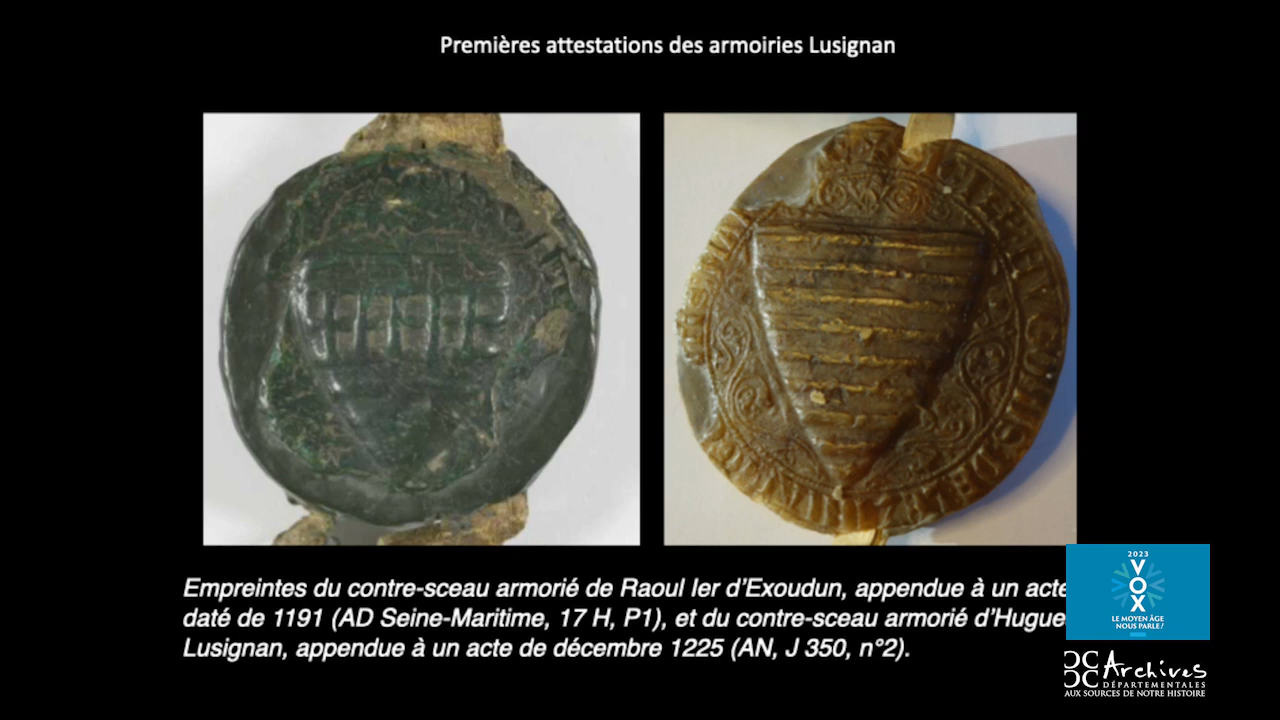 Premières attestations des armoiries Lusignan
Empreintes du contre-sceau armorié de Raoul Ier d'Exoudun, appendue à un acte
daté de 1191 (AD Seine-Maritime, 17 H, P1), et du contre-sceau armorié d'Hugue
Lusignan, appendue à un acte de décembre 1225 (AN, J 350, n°2).
2023
VOX
LE MOYEN ÂGE
NOUS PARLE !
Archives
DÉPARTEMENTALES
AUX SOURCES DE NOTRE HISTOIRE